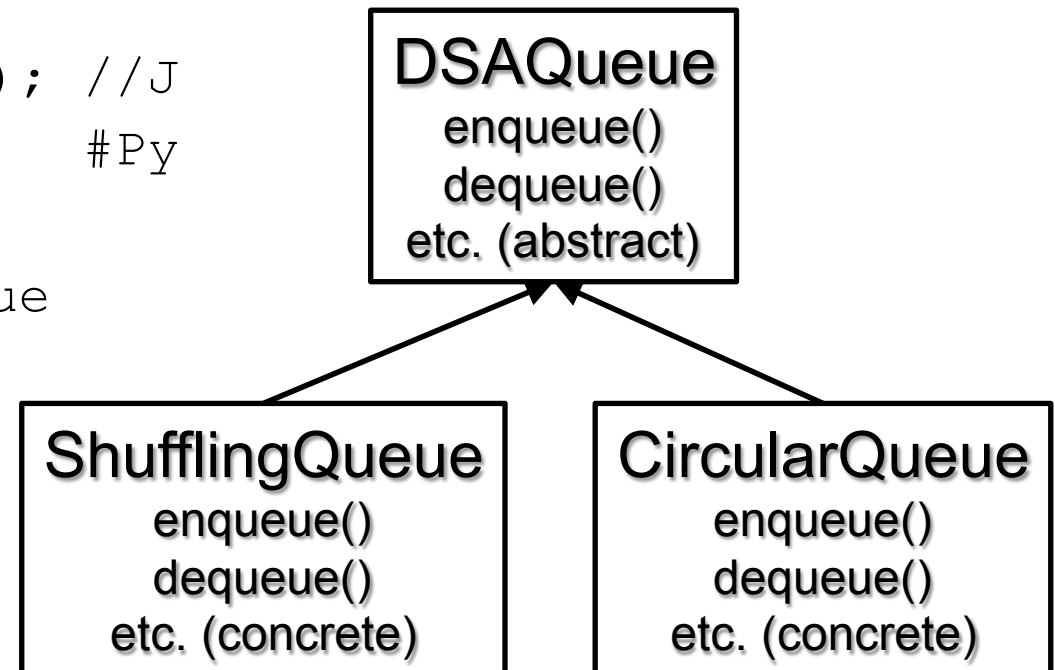 ); //J
#Py
ue
DSAQueue
enqueue()
dequeue()
etc. (abstract)
ShufflingQueue
enqueue()
dequeue()
etc. (concrete)
CircularQueue
enqueue()
dequeue()
etc. (concrete)